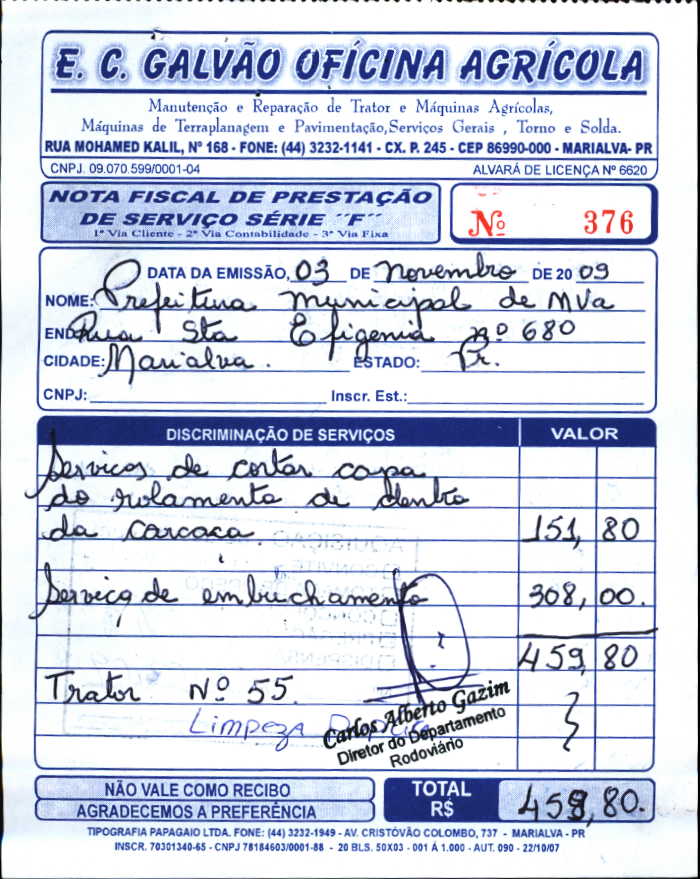 E. C. GALVÃO OFÍCINA AGRÍCOLA
Manutenção e Reparação de Trator e Máquinas Agrícolas,
Máquinas de Terraplanagem e Pavimentação,Serviços Gerais , Torno e Solda.
RUA MOHAMED KALIL, Nº 168 - FONE: (44) 3232-1141 - CX. P. 245 - CEP 86990-000 - MARIALVA- PR
CNPJ. 09.070.599/0001-04 ALVARÁ DE LICENÇA Nº 6620
NOTA FISCAL DE PRESTAÇÃO
DE SERVIÇO SÉRIE ´´F´´
1ª Via Cliente - 2ª Via Contabilidade - 3ª Via Fixa
Nº 376
DATA DA EMISSÃO, 03 DE Novembro DE 20 09
NOME: Prefeitura Municipal de MVa
END: Rua Sta Efigenia nº 680
CIDADE: Marialva. ESTADO: Pr.
CNPJ: Inscr. Est.:
DISCRIMINAÇÃO DE SERVIÇOS VALOR
Servicos de cortar capa
do rolamento de dentro
da carcaca. 151, 80
Serviço de embuchamento 308, 00.
459, 80
Trator Nº 55.
Limpeza
Carlos Alberto Gazim
Diretor do Departamento
Rodoviário
NÃO VALE COMO RECIBO
AGRADECEMOS A PREFERÊNCIA
TOTAL
R$ 459,80.
TIPOGRAFIA PAPAGAIO LTDA. FONE: (44) 3232-1949 - AV. CRISTÓVÃO COLOMBO, 737 - MARIALVA - PR
INSCR. 70301340-65 - CNPJ 78184603/0001-88 - 20 BLS. 50X03 - 001 À 1.000 - AUT. 090 - 22/10/07